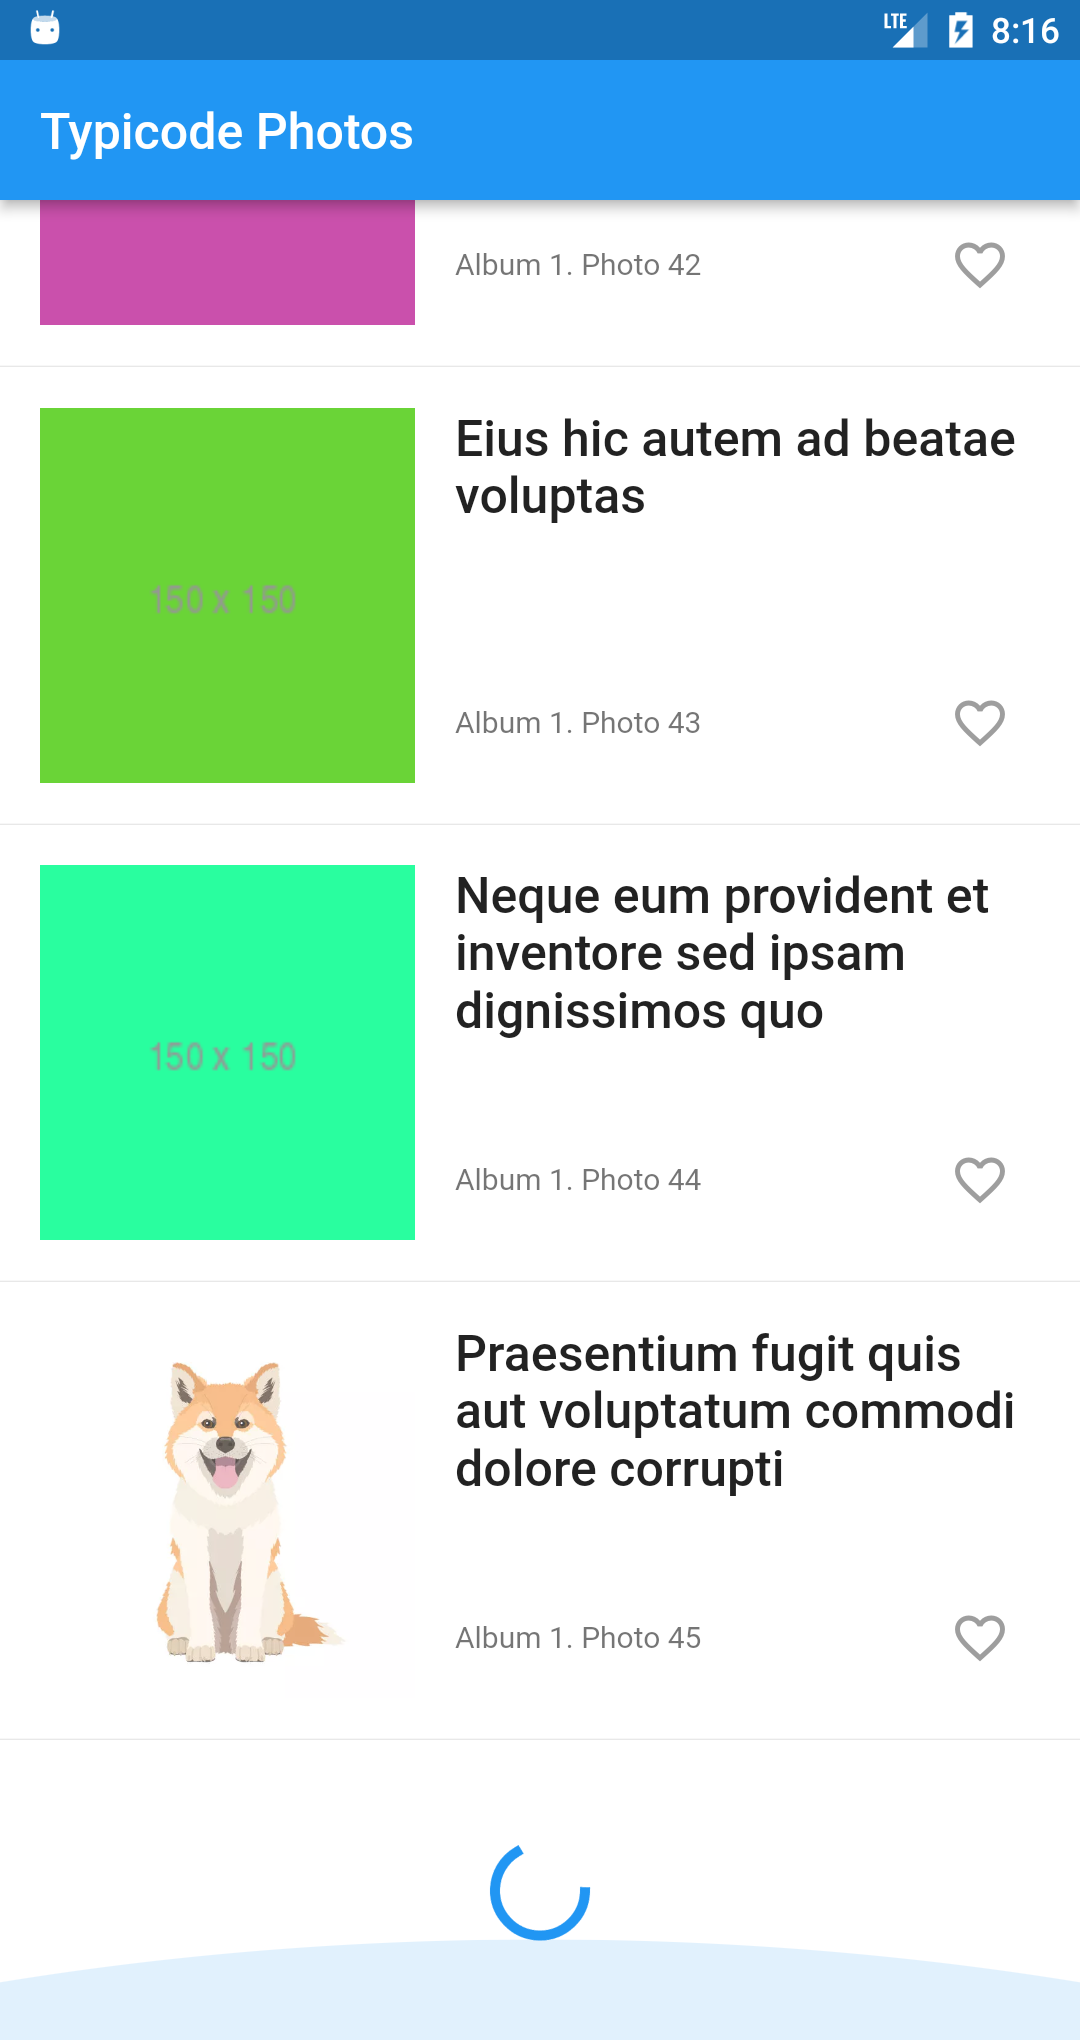 LTE 8:16
Typicode Photos
Album 1. Photo 42
150 x 150
Eius hic autem ad beatae
voluptas
Album 1. Photo 43
150 x 150
Neque eum provident et
inventore sed ipsam
dignissimos quo
Album 1. Photo 44
Praesentium fugit quis
aut voluptatum commodi
dolore corrupti
Album 1. Photo 45